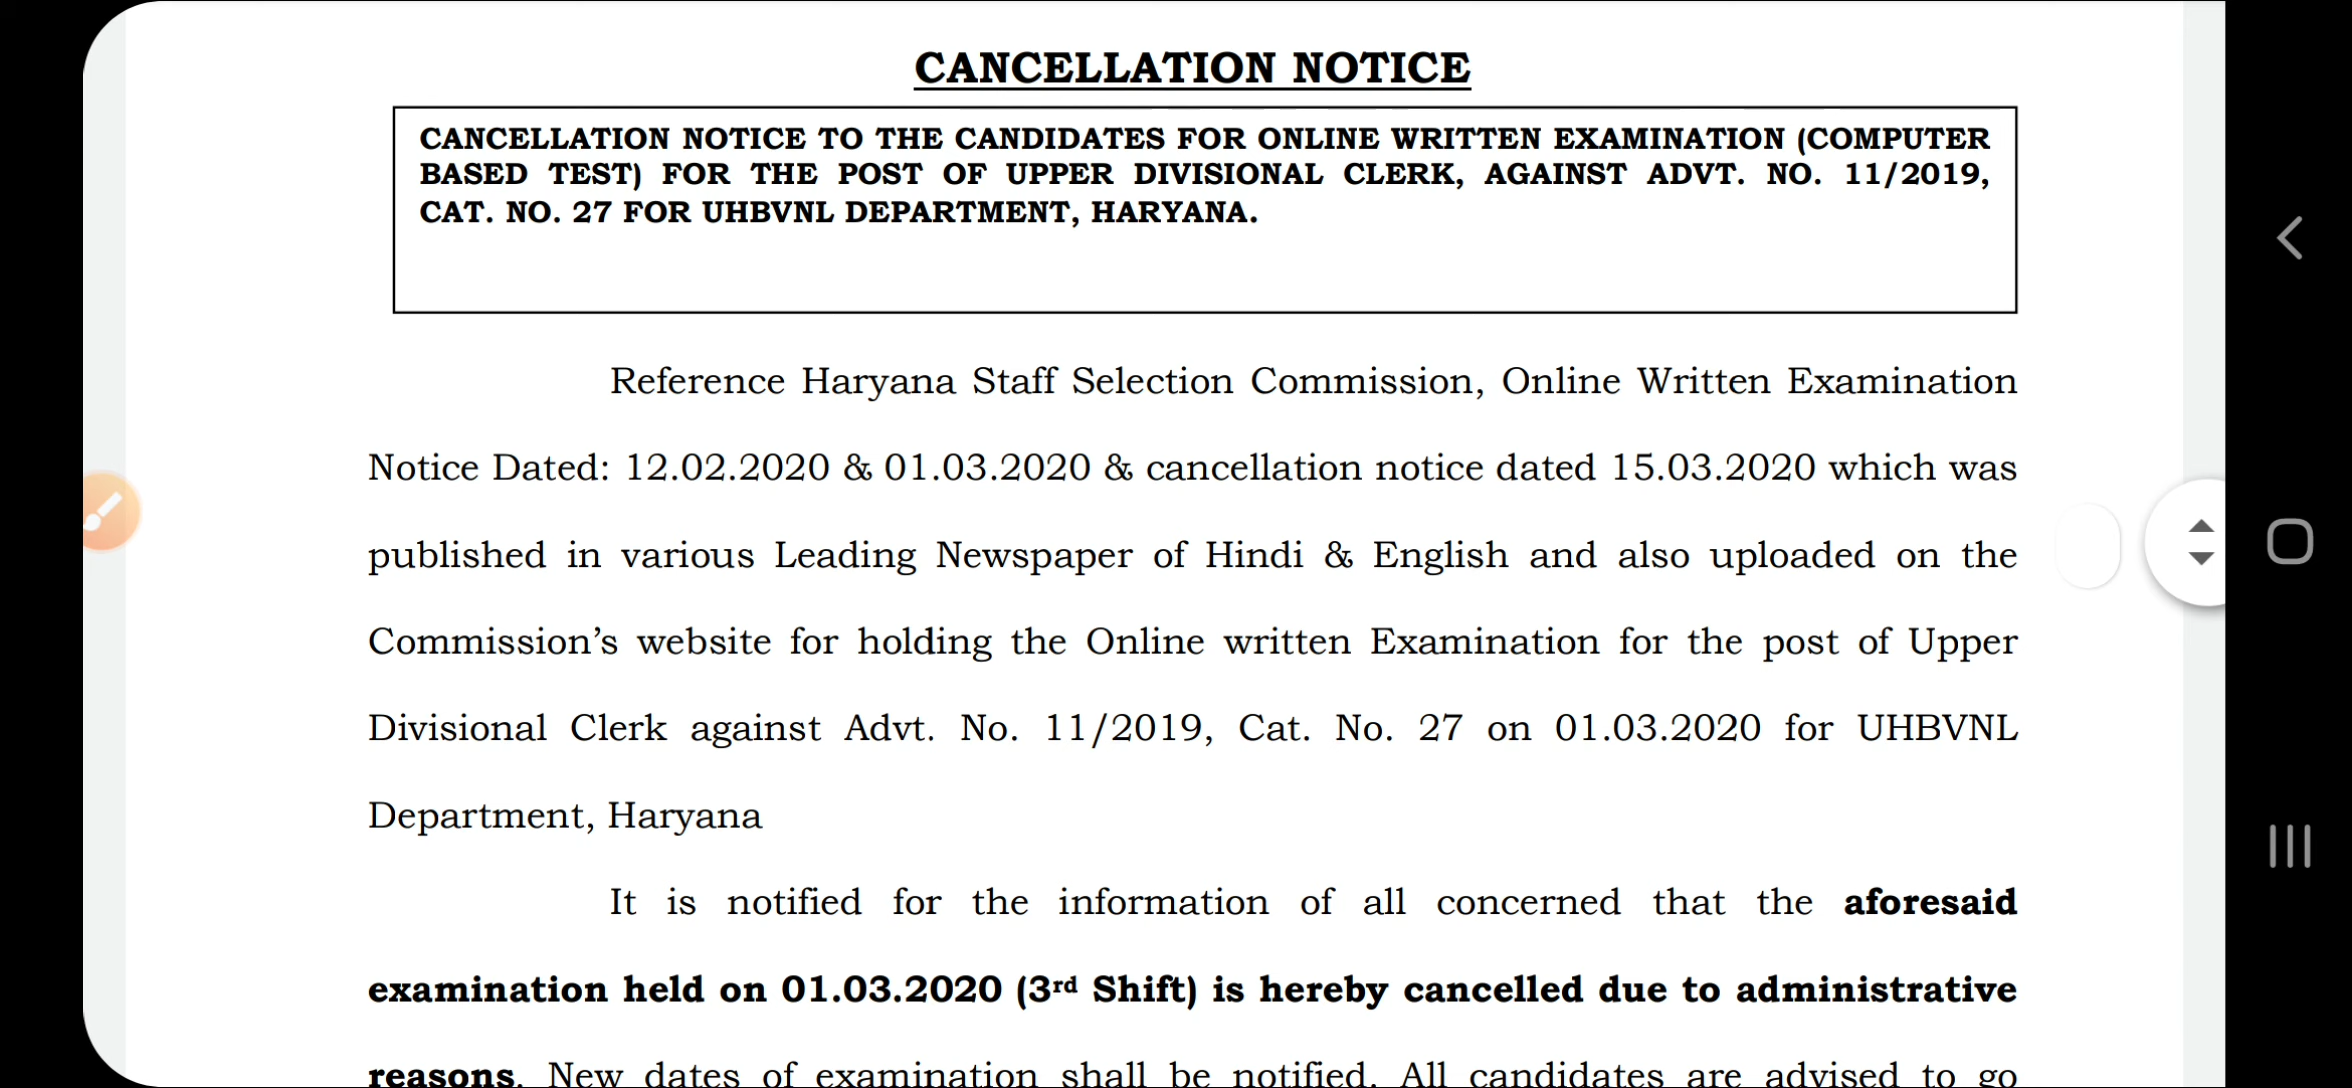 CANCELLATION NOTICE
CANCELLATION NOTICE TO THE CANDIDATES FOR ONLINE WRITTEN EXAMINATION (COMPUTER
BASED TEST) FOR THE POST OF UPPER DIVISIONAL CLERK, AGAINST ADVT. NO. 11/2019,
CAT. NO. 27 FOR UHBVNL DEPARTMENT, HARYANA.
Reference Haryana Staff Selection Commission, Online Written Examination
Notice Dated: 12.02.2020 & 01.03.2020 & cancellation notice dated 15.03.2020 which was
published in various Leading Newspaper of Hindi & English and also uploaded on the
Commission’s website for holding the Online written Examination for the post of Upper
Divisional Clerk against Advt. No. 11/2019, Cat. No. 27 on 01.03.2020 for UHBVNL
Department, Haryana
It is notified for the information of all concerned that the aforesaid
examination held on 01.03.2020 (3rd Shift) is hereby cancelled due to administrative
reasons. New dates of examination shall be notified. All candidates are advised to go